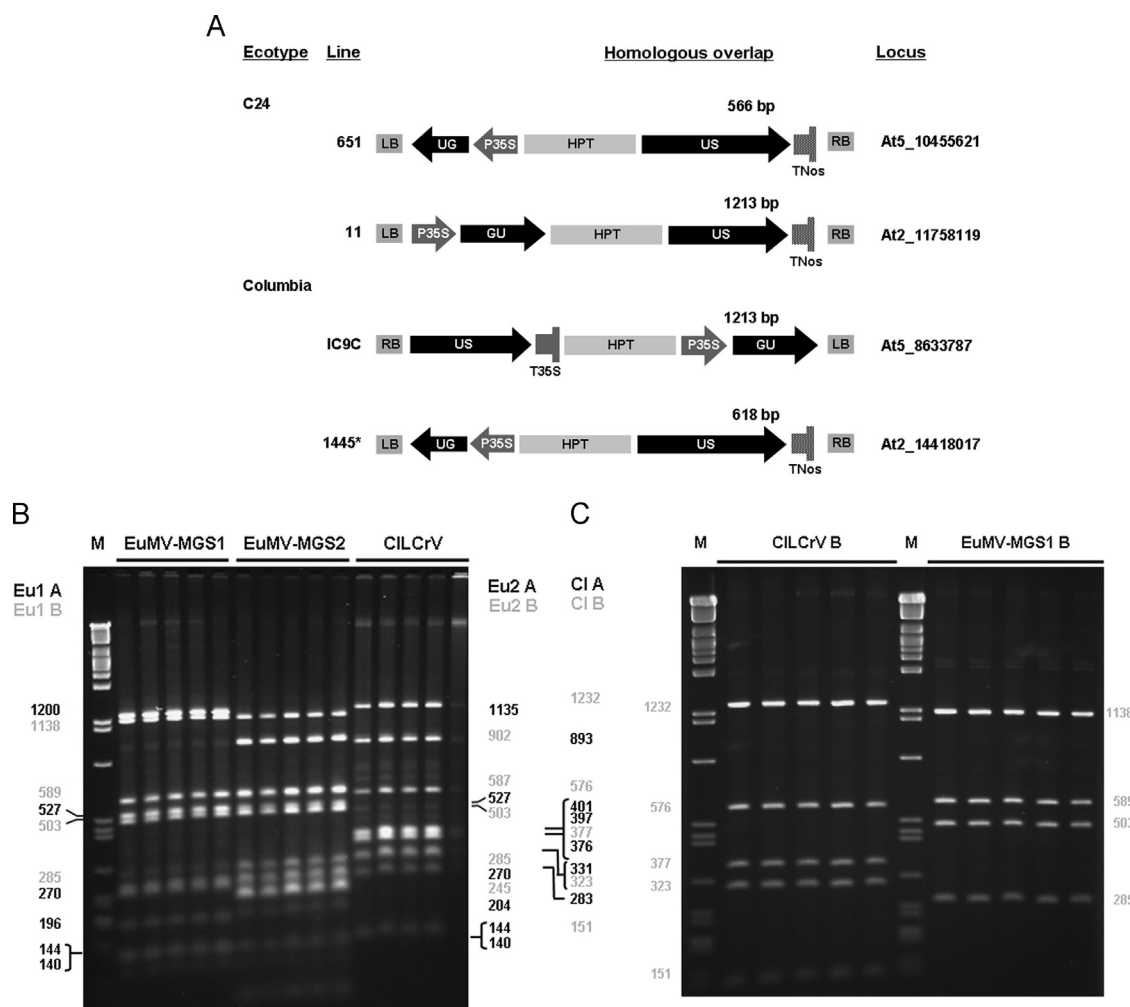 A
Ecotype Line Homologous overlap Locus
C24
566 bp
651 LB UG P35S HPT US TNos RB At5_10455621
1213 bp
11 LB P35S GU HPT US TNos RB At2_11758119
Columbia
1213 bp
IC9C RB US T35S HPT P35S GU LB At5_8633787
618 bp
1445* LB UG P35S HPT US TNos RB At2_14418017
B
M EuMV-MGS1 EuMV-MGS2 ClLCrV
Eu1 A
Eu1 B
1200
1138
589
527
503
285
270
196
144
140
Eu2 A
Eu2 B
1135
902
587
527
503
285
270
245
204
144
140
Cl A
Cl B
1232
893
576
401
397
377
376
331
323
283
151
C
M ClLCrV B M EuMV-MGS1 B
1232
576
377
323
151
1138
589
503
285